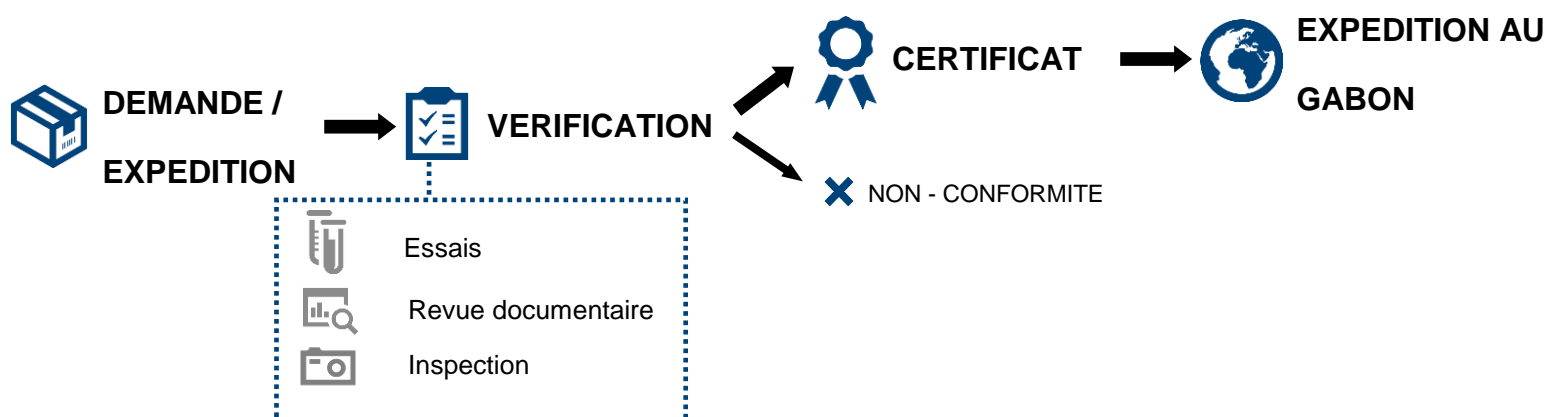 DEMANDE /
EXPEDITION
VERIFICATION
CERTIFICAT
EXPEDITION AU
GABON
NON - CONFORMITE
Essais
Revue documentaire
Inspection